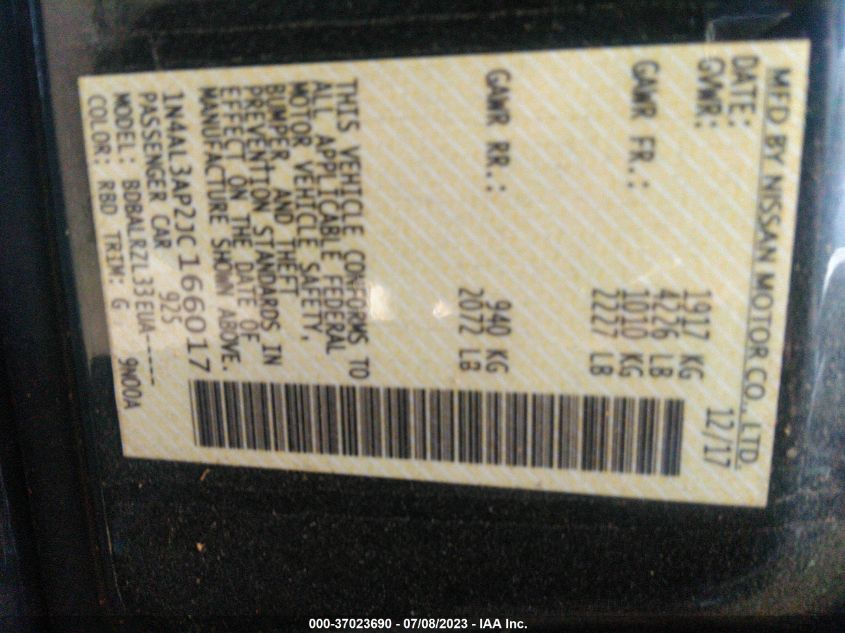 MFD BY NISSAN MOTOR CO., LTD.
DATE: 12/17
GVWR: 1917 KG
4226 LB
GAWR FR.: 1010 KG
2227 LB
GAWR RR.: 940 KG
2072 LB
THIS VEHICLE CONFORMS TO
ALL APPLICABLE FEDERAL
MOTOR VEHICLE SAFETY,
BUMPER AND THEFT
PREVENTION STANDARDS IN
EFFECT ON THE DATE OF
MANUFACTURE SHOWN ABOVE.
1N4AL3AP2JC166017
PASSENGER CAR 925
MODEL: BDBALRZL33EUA-----
COLOR: RBD TRIM: G 9N00A
000-37023690 - 07/08/2023 - IAA Inc.